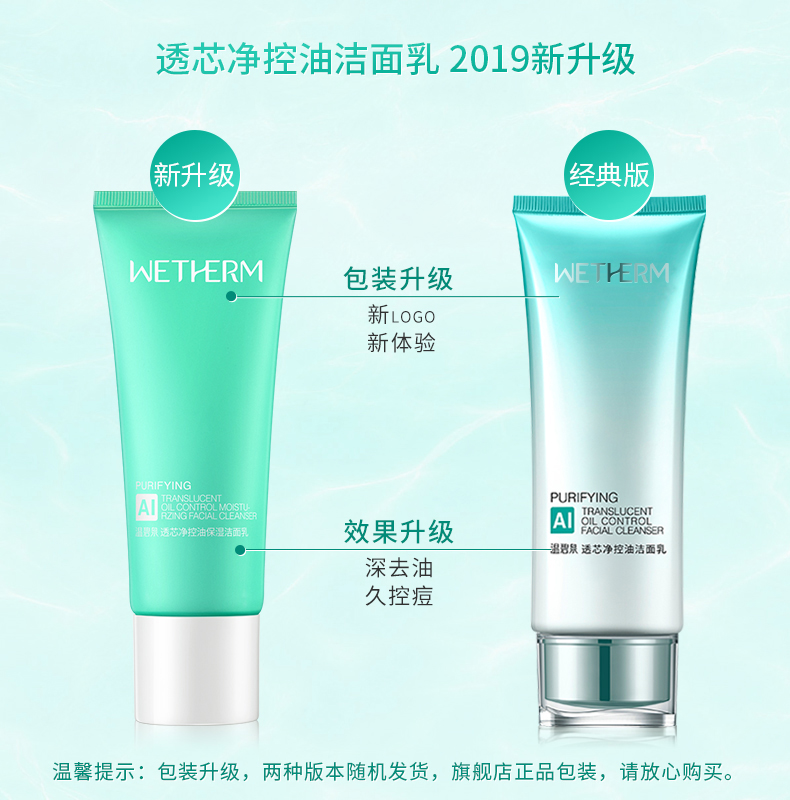 透芯净控油洁面乳 2019新升级
新升级
经典版
WETHERM
WETHERM
包装升级
新LOGO
新体验
PURIFYING
AI
TRANSLUCENT
OIL CONTROL MOISTU-
RZING FACIAL CLEANSER
温碧泉 透芯净控油保湿洁面乳
PURIFYING
AI
TRANSLUCENT
OIL CONTROL
FACIAL CLEANSER
温碧泉 透芯净控油洁面乳
效果升级
深去油
久控痘
温馨提示：包装升级，两种版本随机发货，旗舰店正品包装，请放心购买。